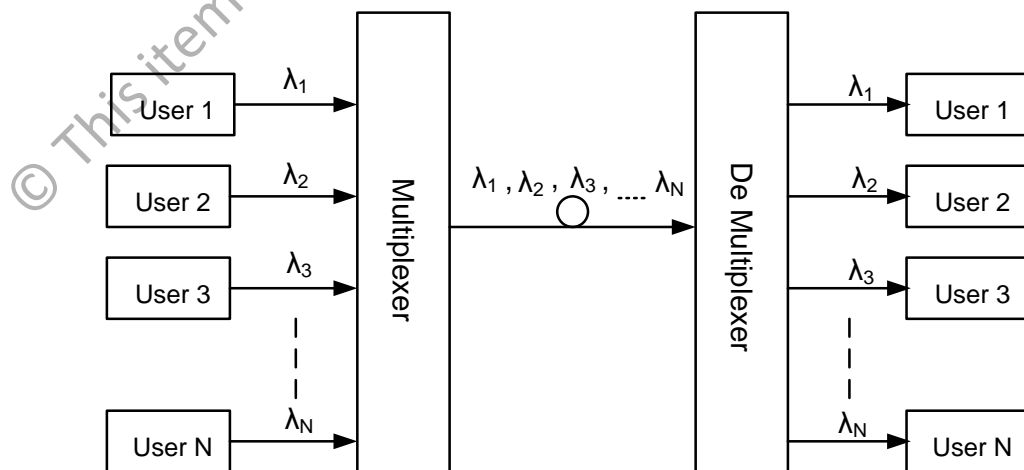 © This item
λ1
User 1
λ2
User 2
λ3
User 3
λN
User N
Multiplexer
λ1 , λ2 , λ3 , ..... λN
De Multiplexer
λ1
User 1
λ2
User 2
λ3
User 3
λN
User N